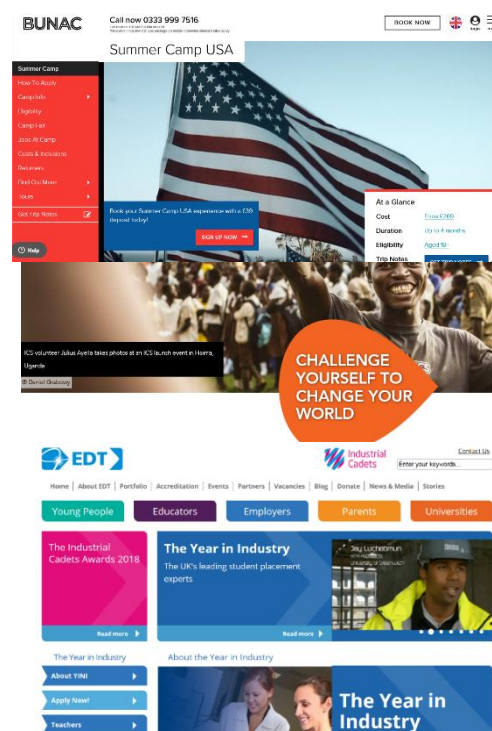 BUNAC
Call now 0333 999 7516
BOOK NOW
Summer Camp USA
Summer Camp
How To Apply
Camp Info
Eligibility
Camp Fair
Jobs At Camp
Costs & Inclusions
Returners
Find Out More
Tours
Get Trip Notes
Help
Book your Summer Camp USA experience with a £39
deposit today!
SIGN UP NOW
At a Glance
Cost
Duration Up to 4 months
Eligibility Aged 18+
Trip Notes
ICS volunteer Julius Ayella takes photos at an ICS launch event in
Uganda
CHALLENGE
YOURSELF TO
CHANGE YOUR
WORLD
EDT
Industrial
Cadets
Contact Us
Enter your keywords...
Home | About EDT | Portfolio | Accreditation | Events | Partners | Vacancies | Blog | Donate | News & Media | Stories
Young People
Educators
Employers
Parents
Universities
The Industrial
Cadets Awards 2018
Read more
The Year in Industry
The UK's leading student placement
experts
Read more
The Year in Industry
About YINI
Apply Now!
Teachers
About the Year in Industry
The Year in
Industry